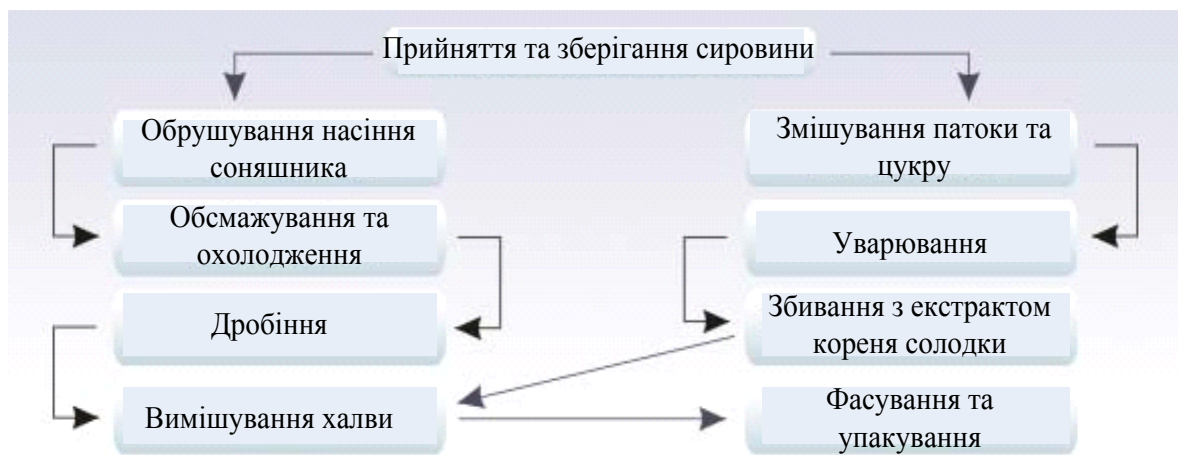 Прийняття та зберігання сировини
Обрушування насіння
соняшника
Змішування патоки та
цукру
Обсмажування та
охолодження
Уварювання
Дробіння
Збивання з екстрактом
кореня солодки
Вимішування халви
Фасування та
упакування